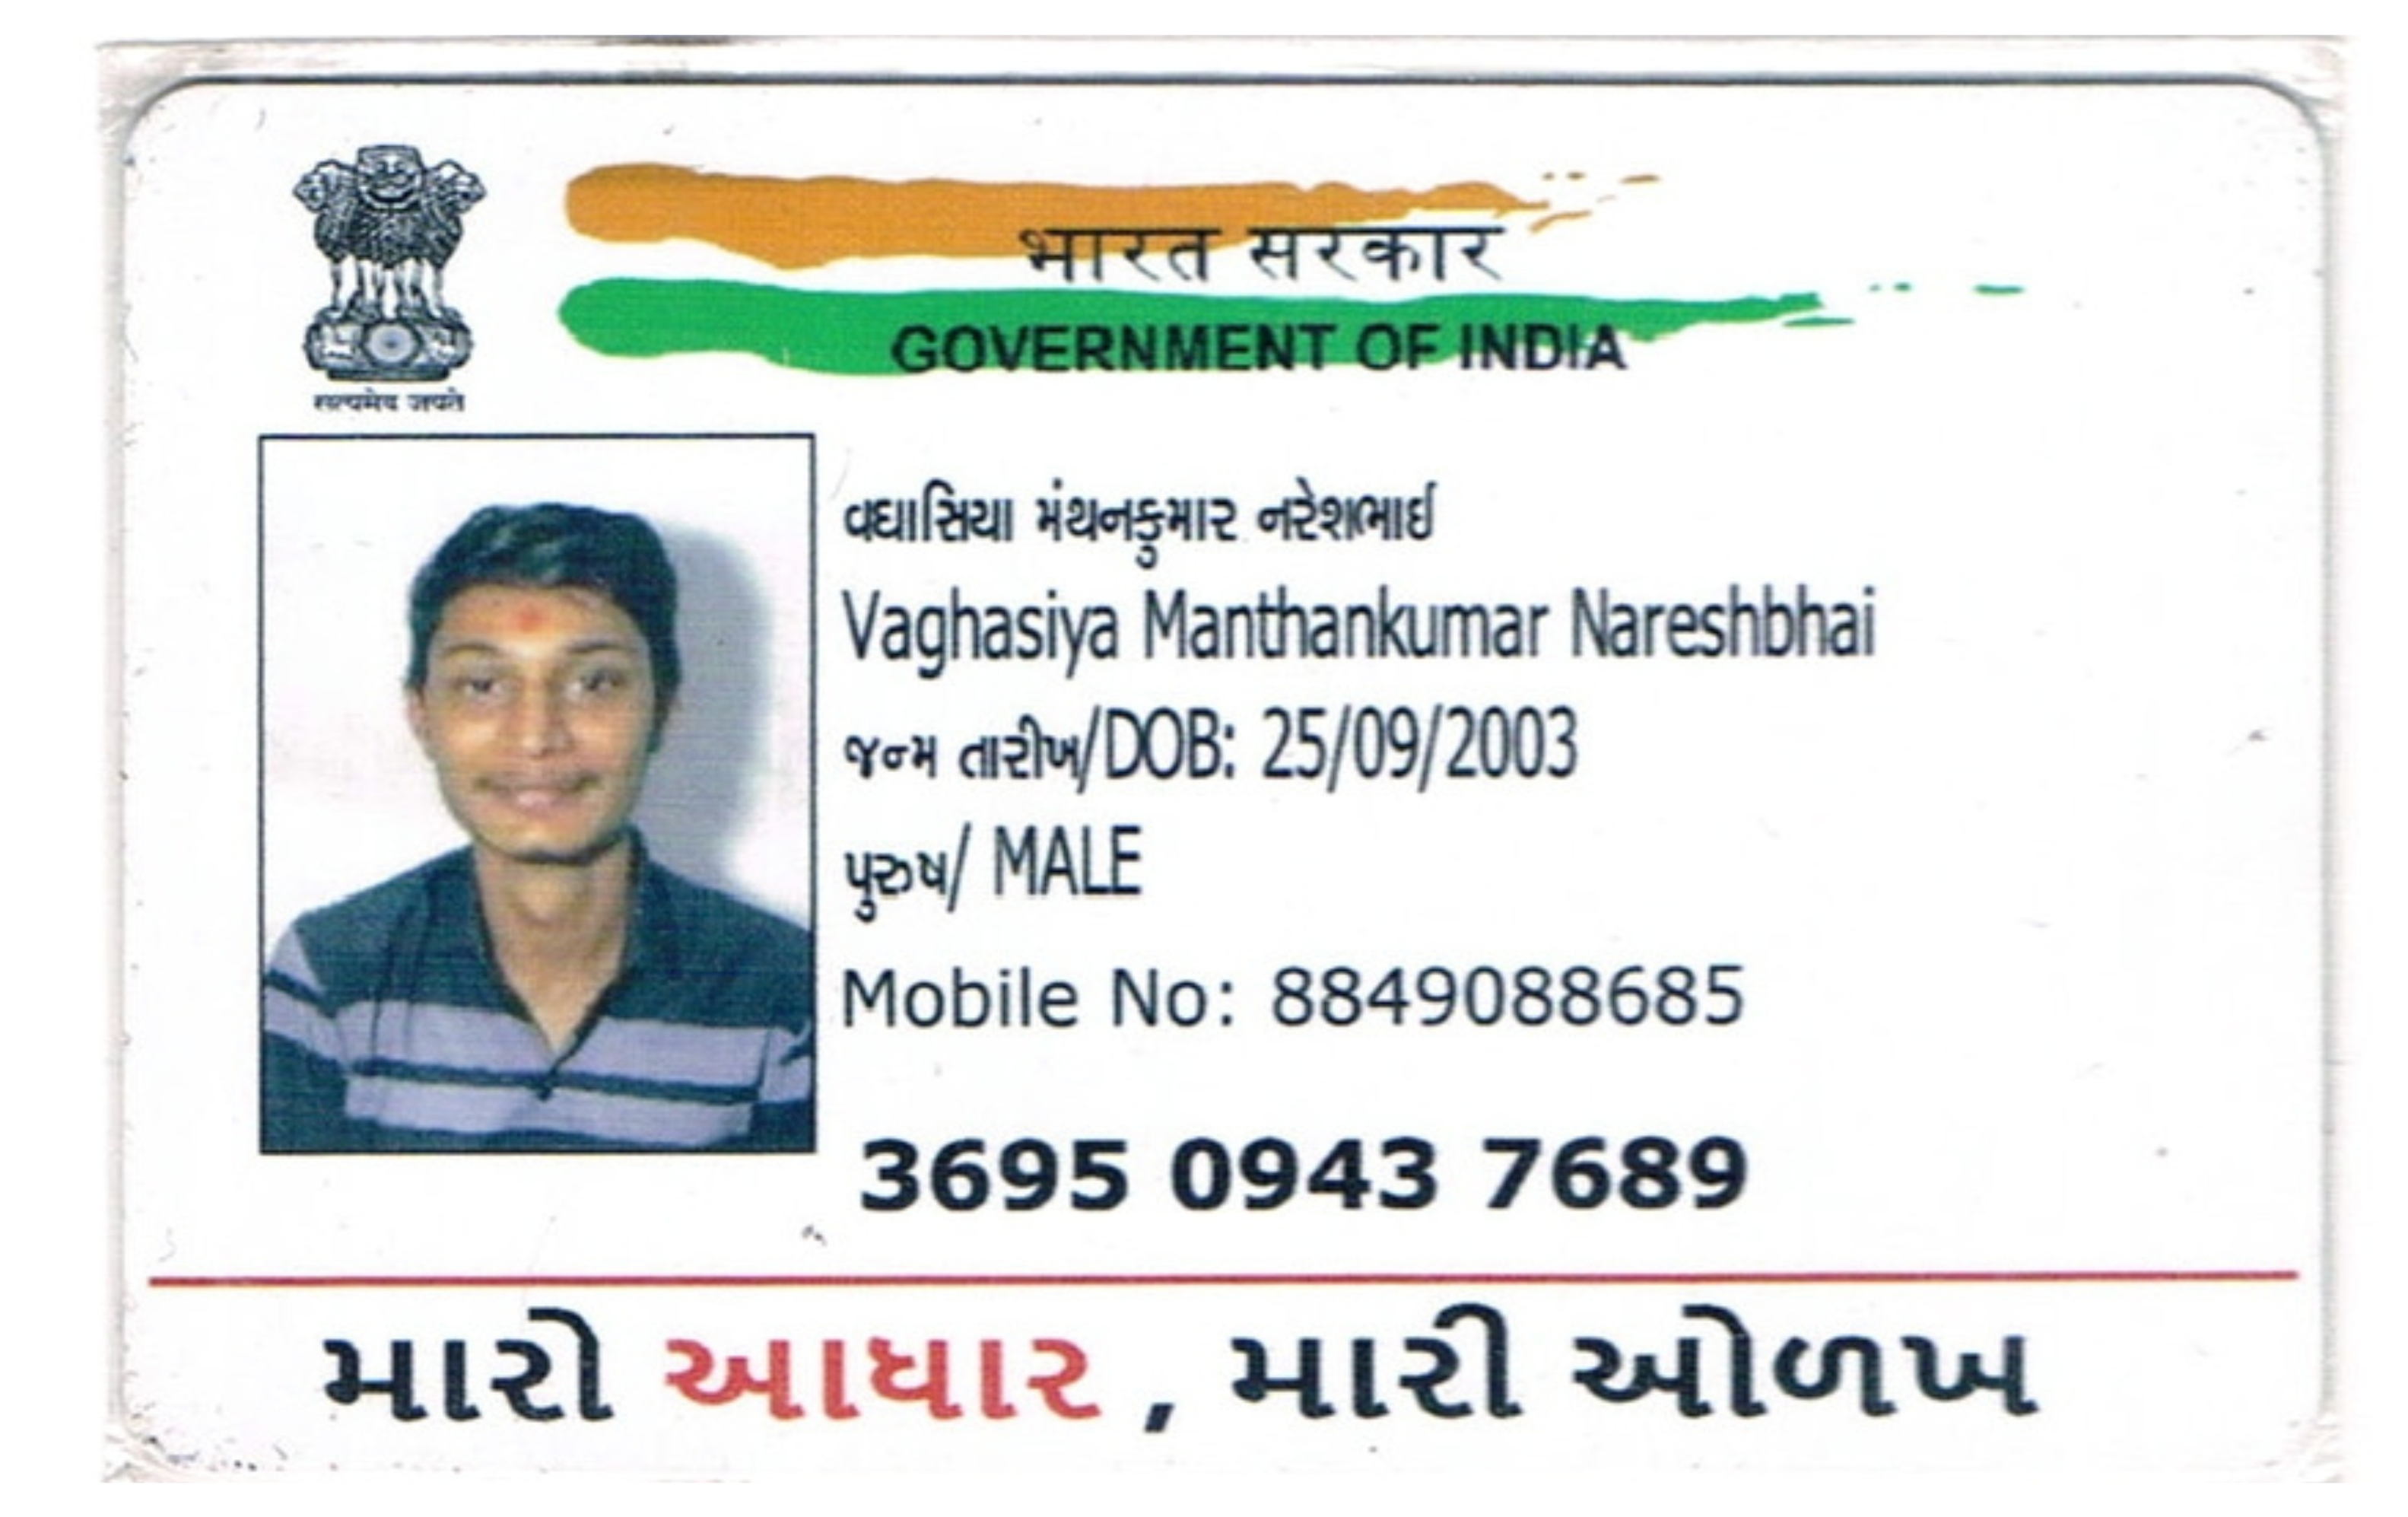 भारत सरकार
GOVERNMENT OF INDIA
सत्यमेव जयते
વઘાસિયા મંથનકુમાર નરેશભાઈ
Vaghasiya Manthankumar Nareshbhai
જન્મ તારીખ/DOB: 25/09/2003
પુરુષ/ MALE
Mobile No: 8849088685
3695 0943 7689
મારો આધાર, મારી ઓળખ